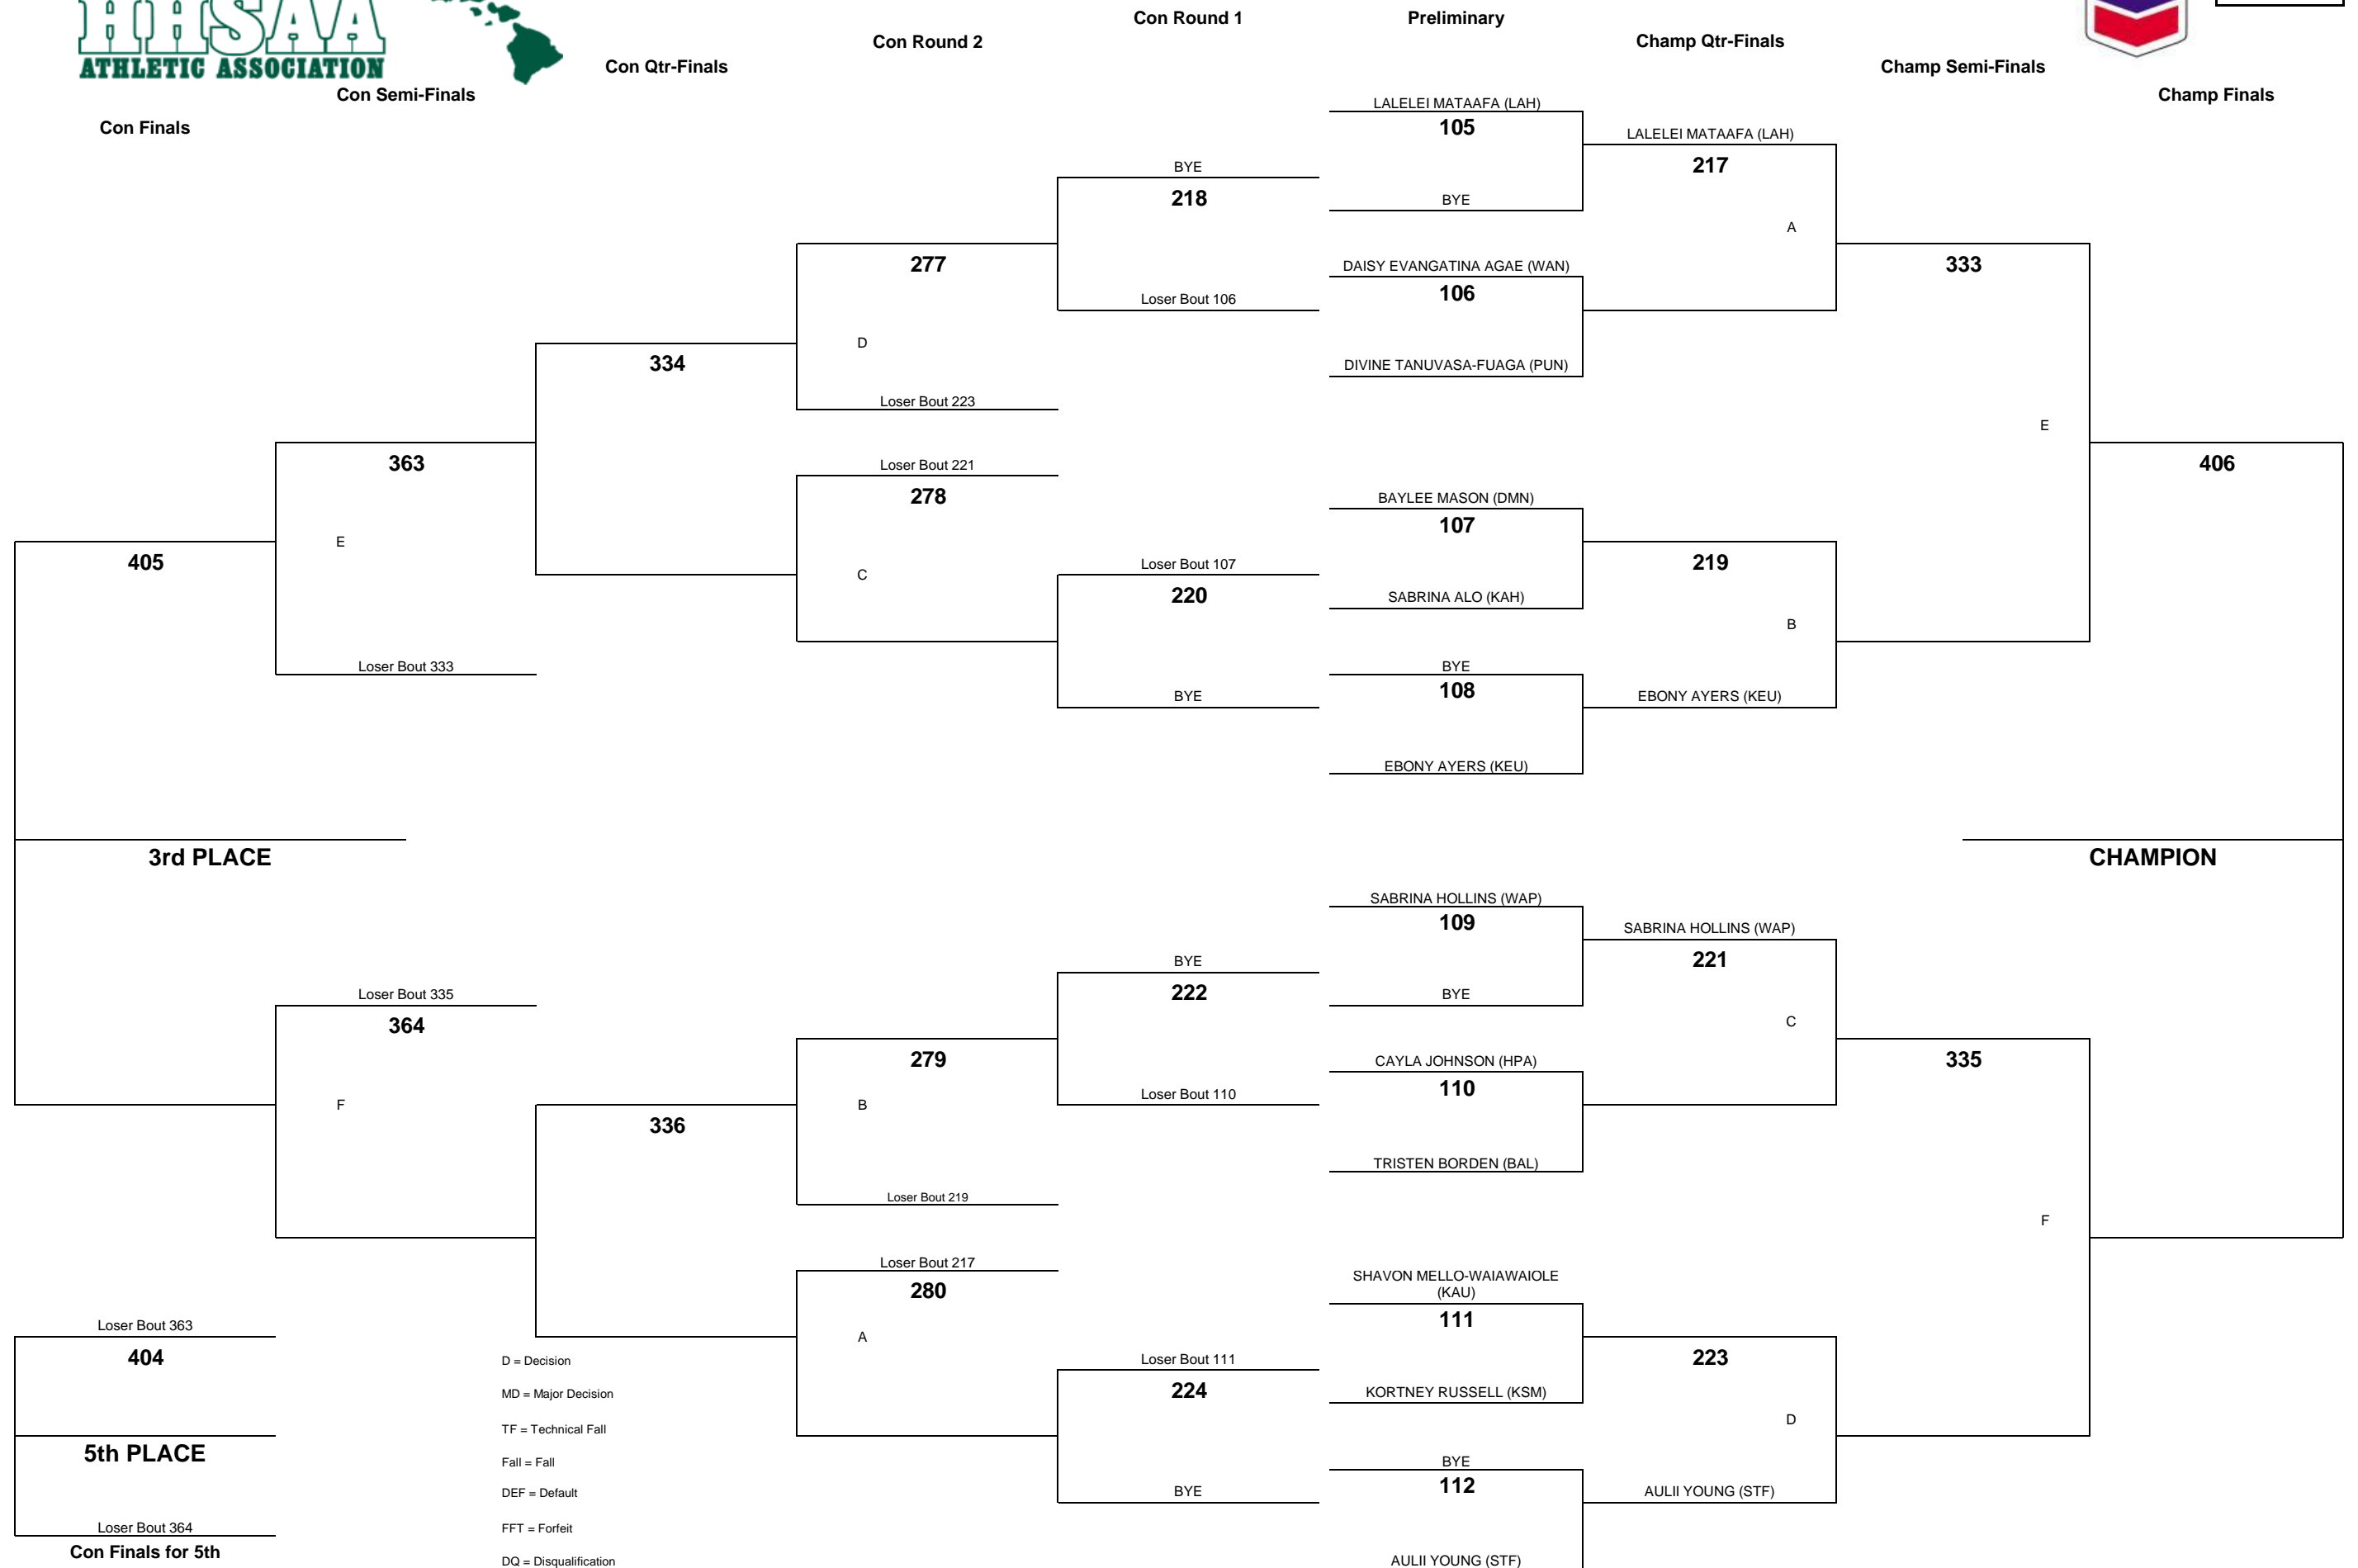 HHSAA
ATHLETIC ASSOCIATION
Con Round 1
Preliminary
Con Round 2
Champ Qtr-Finals
Con Qtr-Finals
Champ Semi-Finals
Con Semi-Finals
Champ Finals
Con Finals
LALELEI MATAAFA (LAH)
105
LALELEI MATAAFA (LAH)
BYE
217
218
BYE
A
277
DAISY EVANGATINA AGAE (WAN)
333
Loser Bout 106
106
D
334
DIVINE TANUVASA-FUAGA (PUN)
Loser Bout 223
E
363
Loser Bout 221
406
278
BAYLEE MASON (DMN)
107
E
405
Loser Bout 107
219
C
220
SABRINA ALO (KAH)
B
Loser Bout 333
BYE
108
BYE
EBONY AYERS (KEU)
EBONY AYERS (KEU)
3rd PLACE
CHAMPION
SABRINA HOLLINS (WAP)
109
SABRINA HOLLINS (WAP)
BYE
221
Loser Bout 335
222
BYE
364
C
279
CAYLA JOHNSON (HPA)
335
Loser Bout 110
110
F
B
336
TRISTEN BORDEN (BAL)
Loser Bout 219
F
Loser Bout 217
280
SHAVON MELLO-WAIAWAIOLE
(KAU)
Loser Bout 363
111
A
404
D = Decision
Loser Bout 111
223
MD = Major Decision
224
KORTNEY RUSSELL (KSM)
TF = Technical Fall
D
5th PLACE
Fall = Fall
BYE
112
DEF = Default
BYE
AULII YOUNG (STF)
Loser Bout 364
FFT = Forfeit
Con Finals for 5th
DQ = Disqualification
AULII YOUNG (STF)